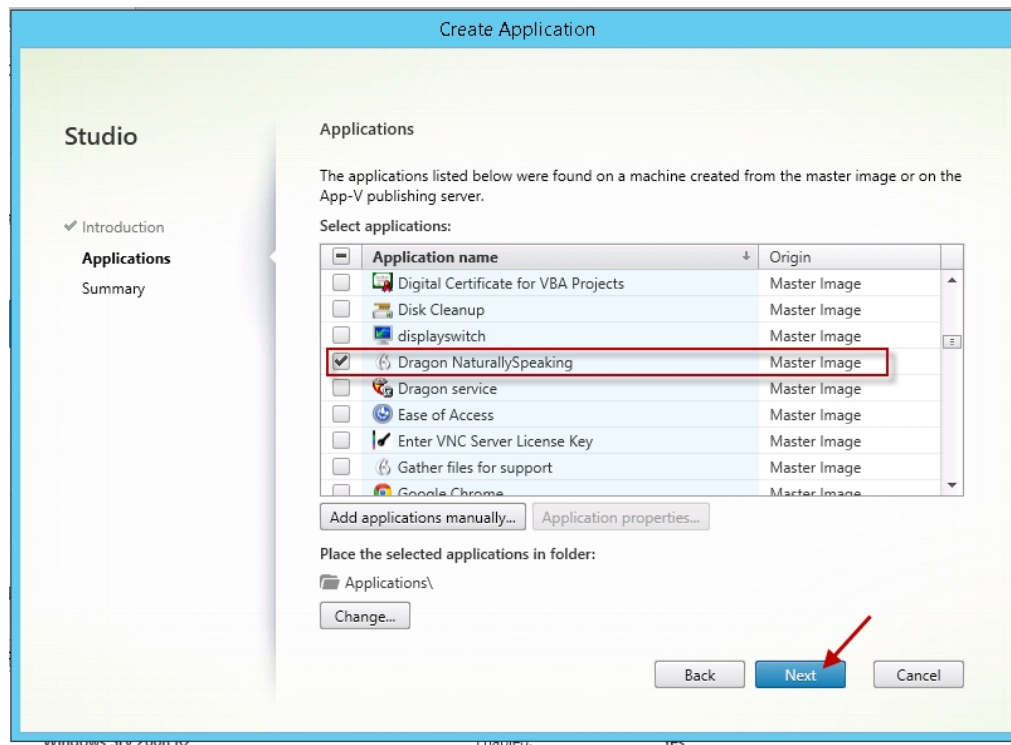 Create Application
Studio
Introduction
Applications
Summary
Applications
The applications listed below were found on a machine created from the master image or on the
App-V publishing server.
Select applications:
Application name Origin
Digital Certificate for VBA Projects Master Image
Disk Cleanup Master Image
displayswitch Master Image
Dragon NaturallySpeaking Master Image
Dragon service Master Image
Ease of Access Master Image
Enter VNC Server License Key Master Image
Gather files for support Master Image
Google Chrome Master Image
Add applications manually... Application properties...
Place the selected applications in folder:
Applications\
Change...
Back Next Cancel